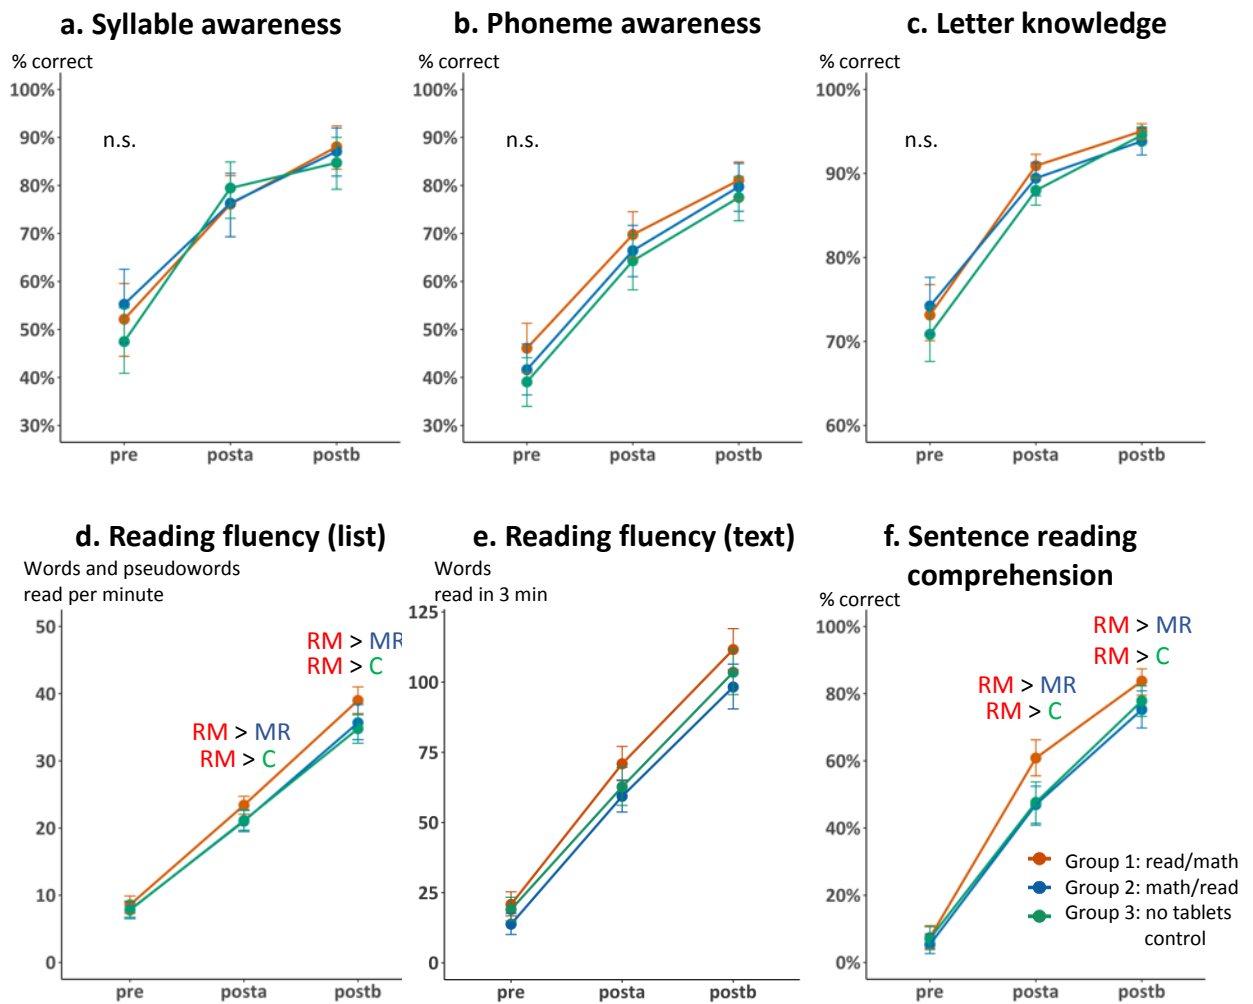 a. Syllable awareness
% correct
100%
90%
80%
70%
60%
50%
40%
30%
n.s.
pre posta postb
b. Phoneme awareness
% correct
100%
90%
80%
70%
60%
50%
40%
30%
n.s.
pre posta postb
c. Letter knowledge
100%
90%
80%
70%
60%
n.s.
pre posta postb
d. Reading fluency (list)
Words and pseudowords
read per minute
50
40
30
20
10
0
RM > MR
RM > C
RM > MR
RM > C
pre posta postb
e. Reading fluency (text)
Words
read in 3 min
125
100
75
50
25
0
pre posta postb
f. Sentence reading
comprehension
% correct
100%
80%
60%
40%
20%
0%
RM > MR
RM > C
RM > MR
RM > C
Group 1: read/math
Group 2: math/read
Group 3: no tablets
control
pre posta postb